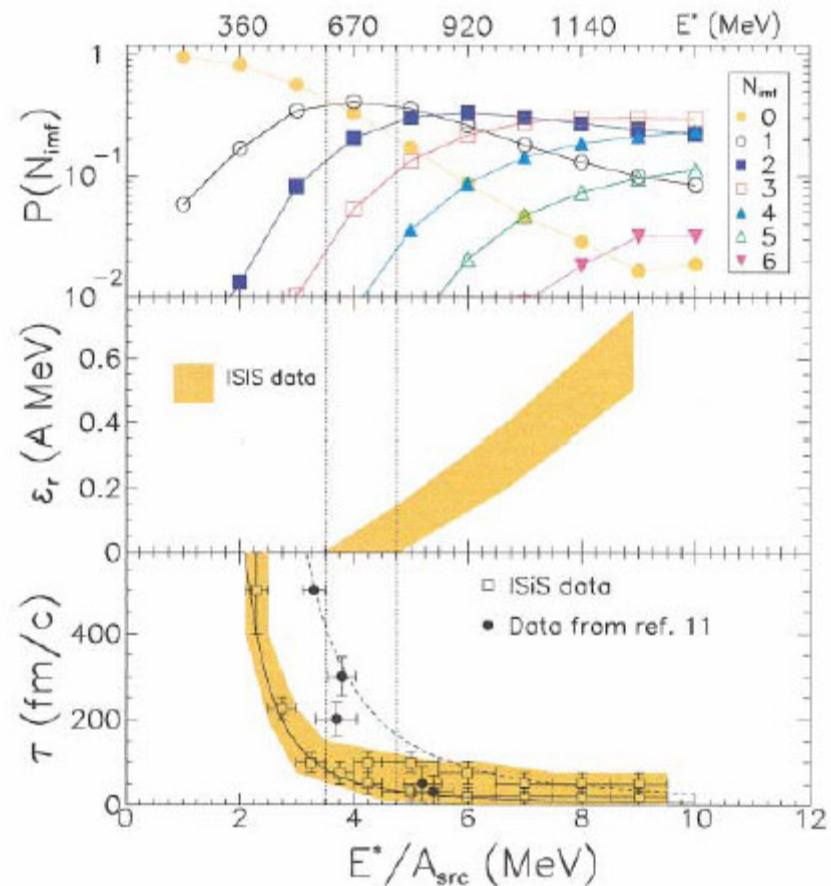 360 670 920 1140 E* (MeV)
P(N_imf)
1
10^-1
10^-2
N_imf
0
1
2
3
4
5
6
ε_r (A MeV)
0.6
0.4
0.2
0
ISIS data
τ (fm/c)
400
200
0
ISiS data
Data from ref. 11
0 2 4 6 8 10 12
E*/A_src (MeV)